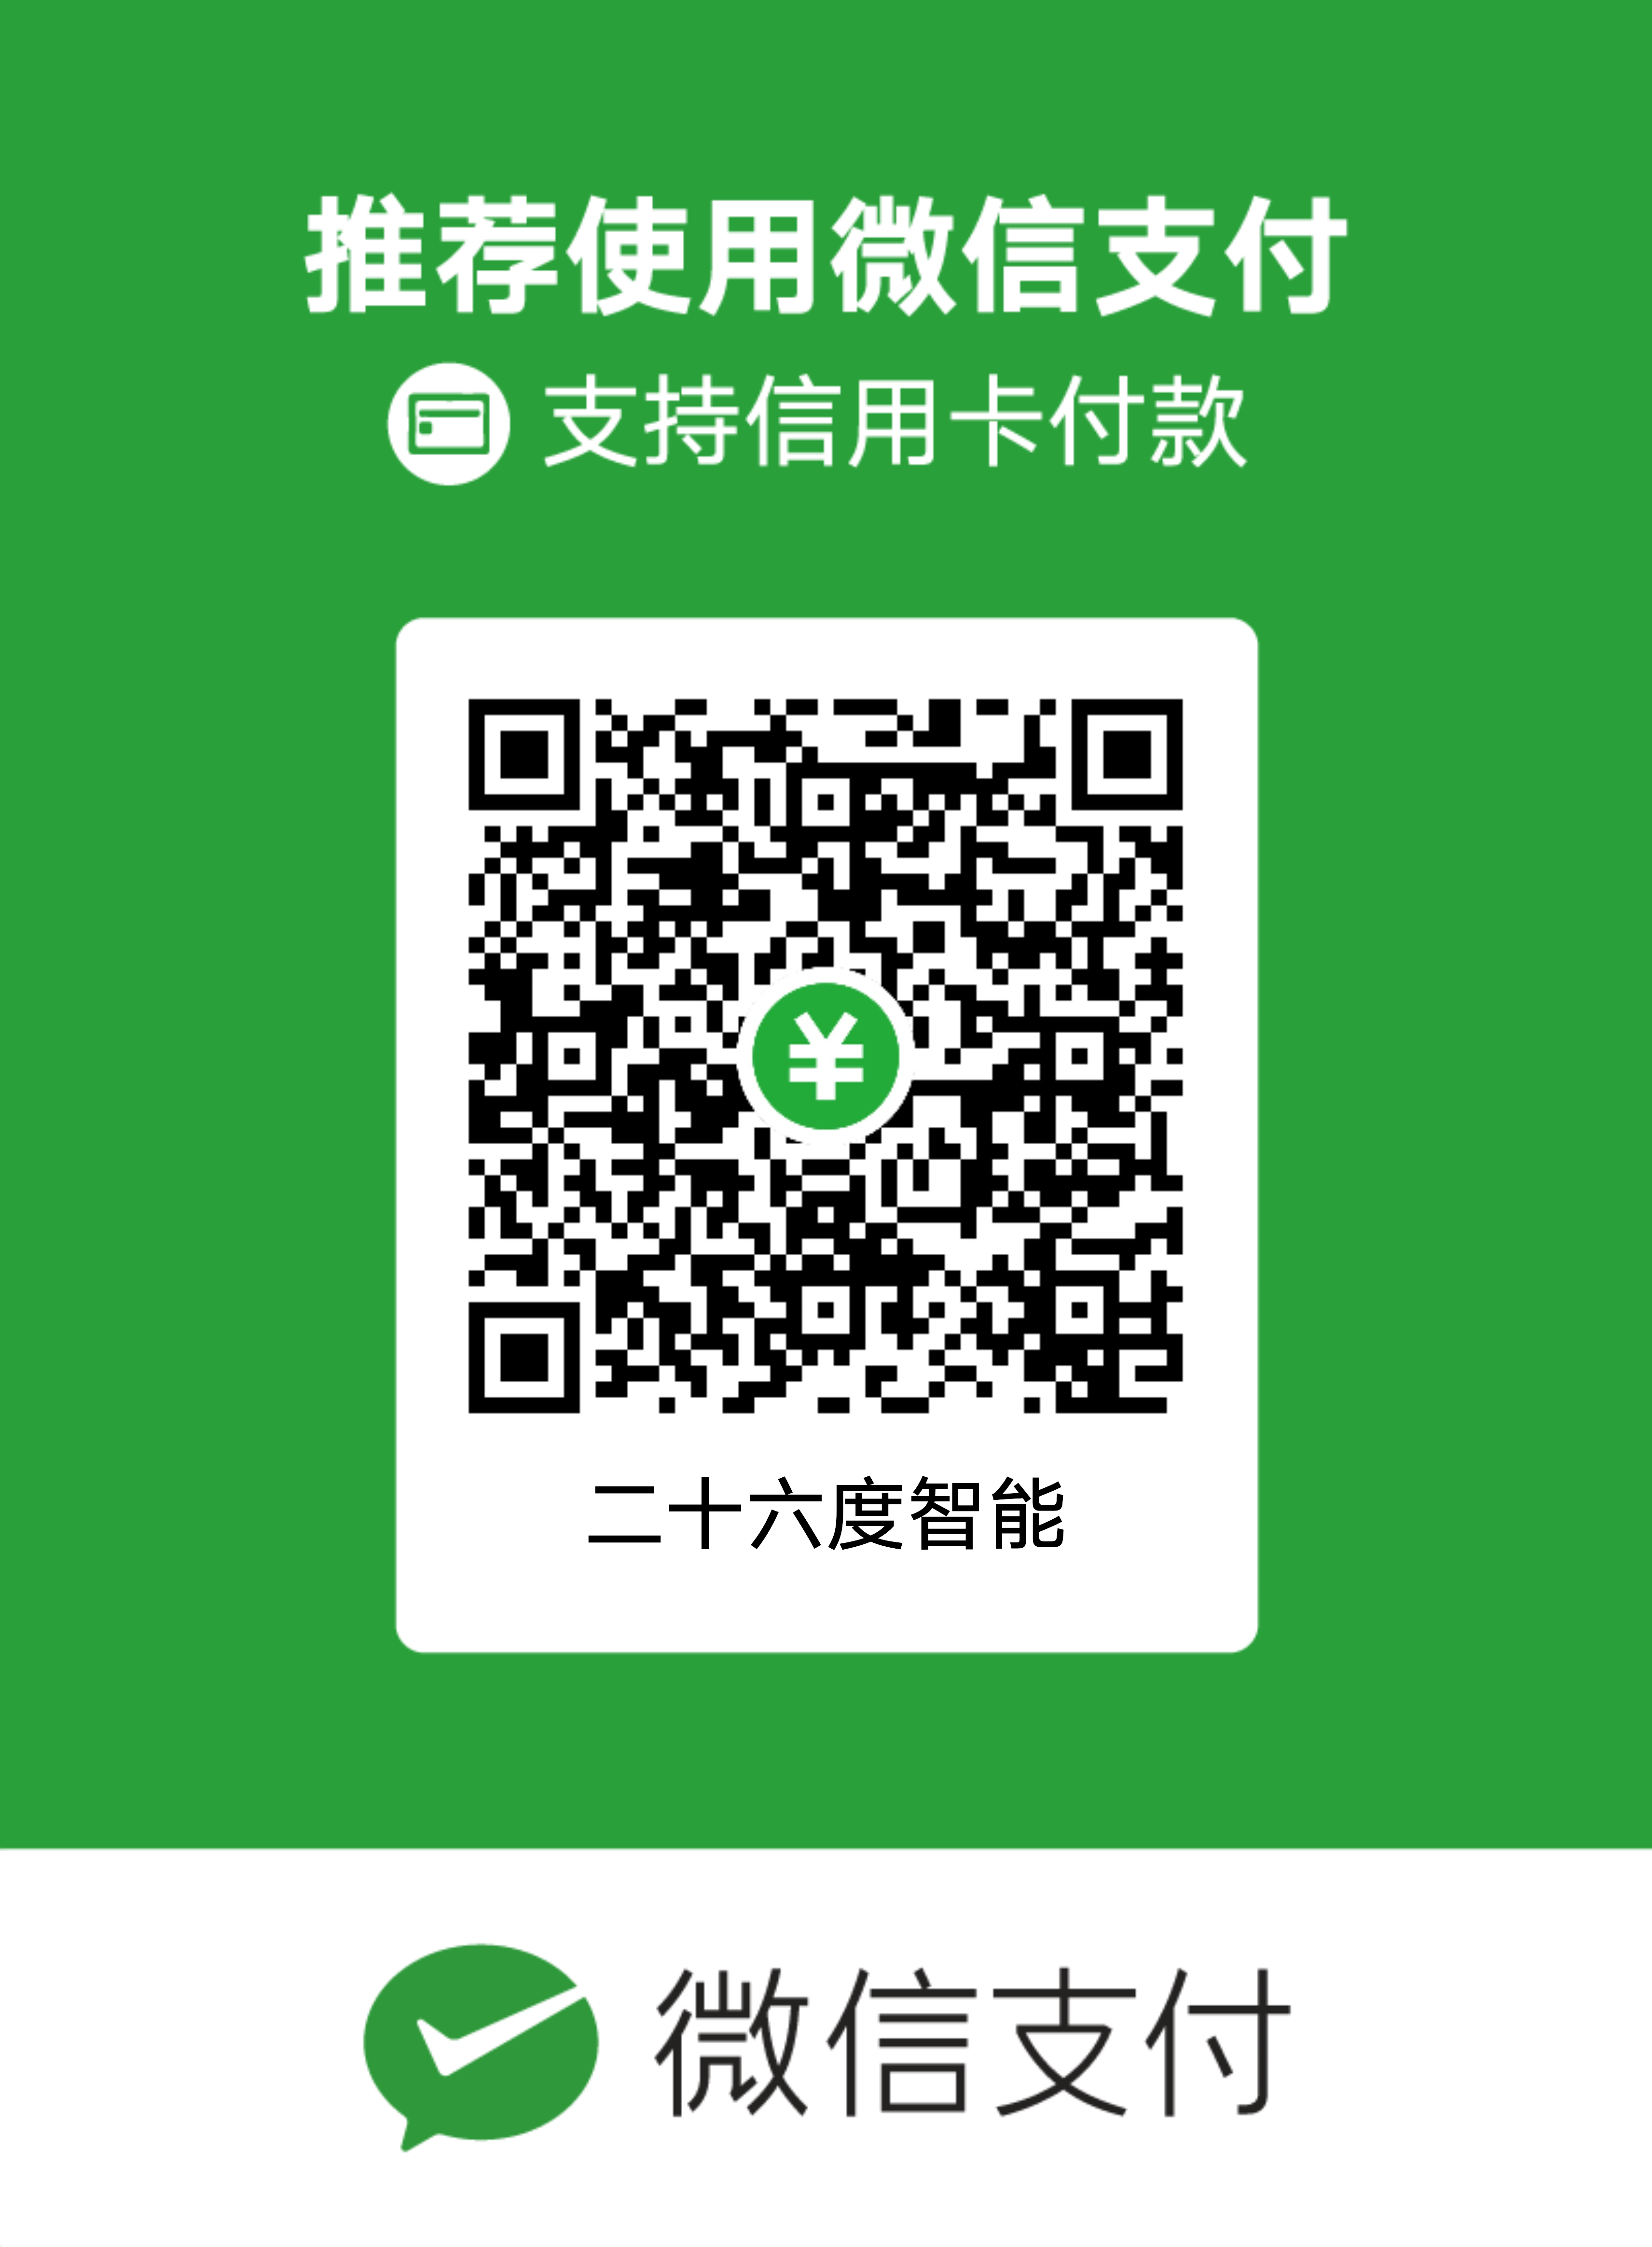 推荐使用微信支付
支持信用卡付款
¥
二十六度智能
微信支付